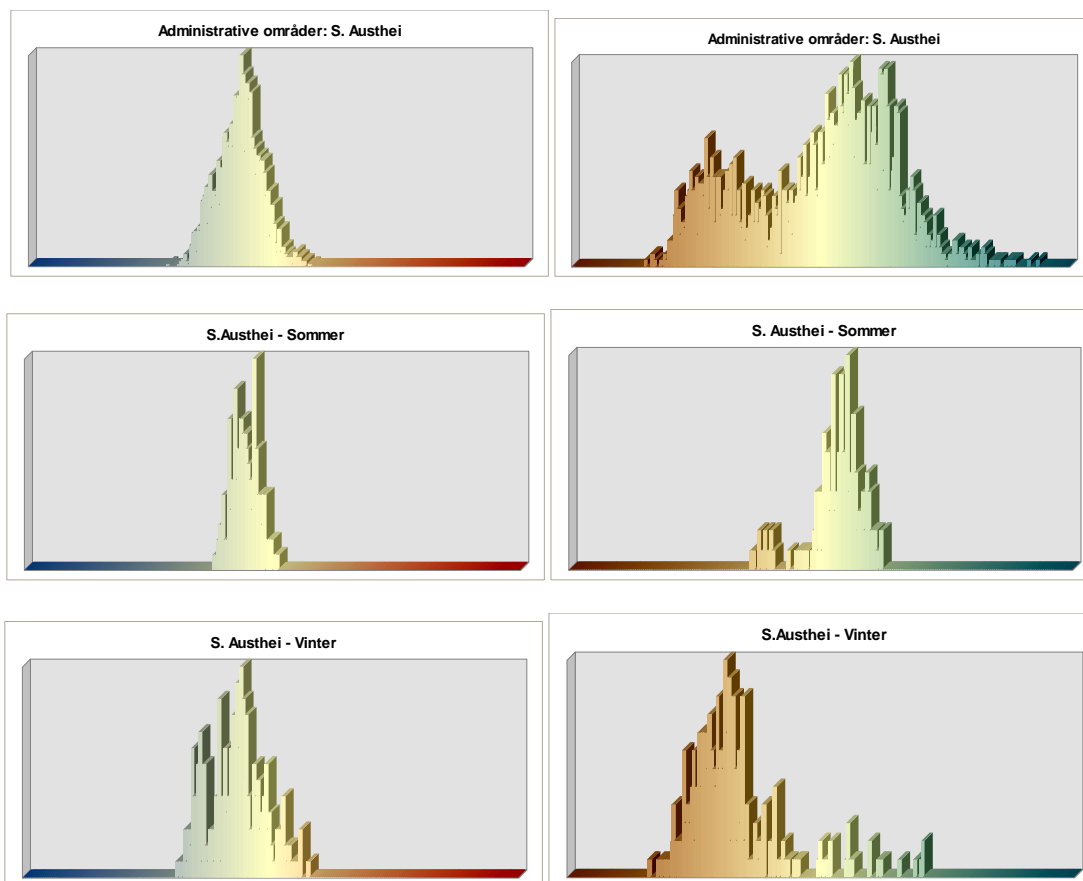 Administrative områder: S. Austhei
Administrative områder: S. Austhei
S.Austhei - Sommer
S. Austhei - Sommer
S. Austhei - Vinter
S.Austhei - Vinter